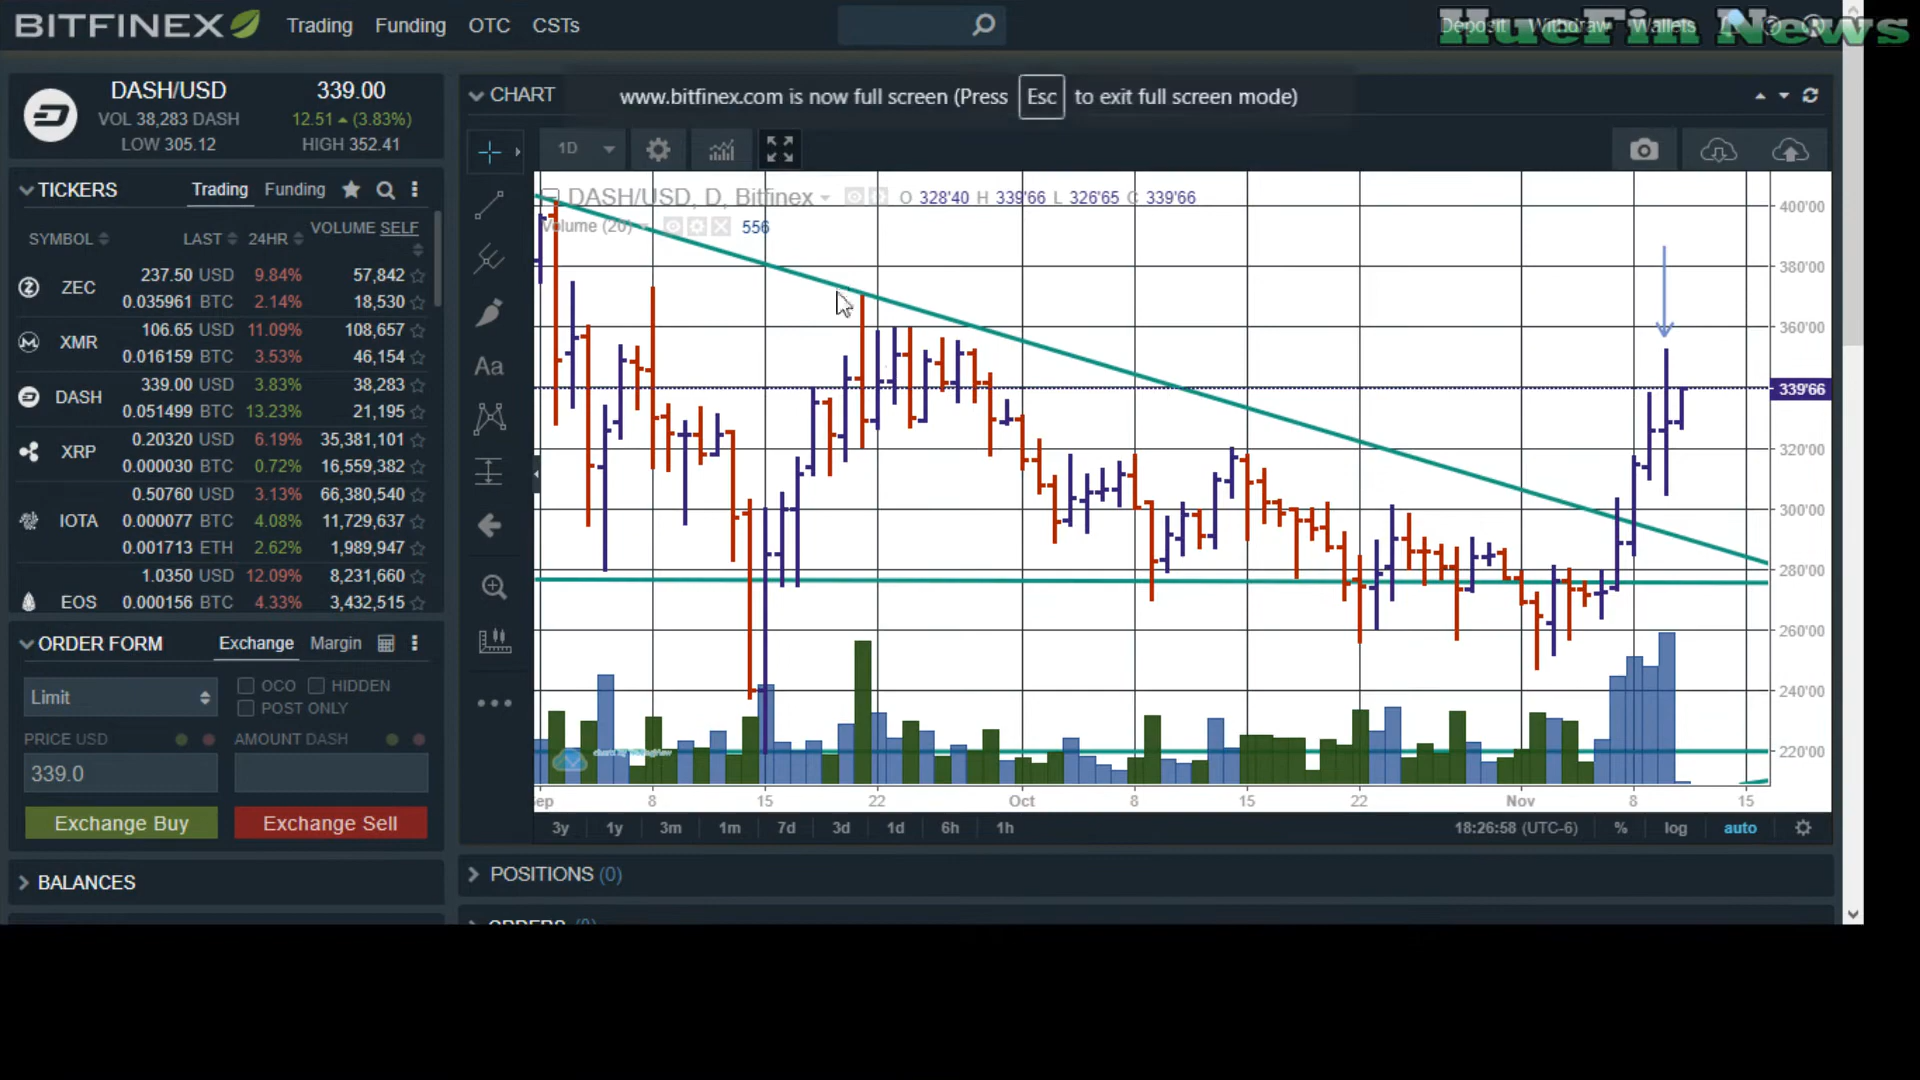 BITFINEX Trading Funding OTC CSTs
Deposit Withdraw Wallets
HueFin News
DASH/USD 339.00
VOL 38,283 DASH 12.51 (3.83%)
LOW 305.12 HIGH 352.41
CHART www.bitfinex.com is now full screen (Press Esc to exit full screen mode)
1D
TICKERS Trading Funding
SYMBOL LAST 24HR VOLUME SELF
ZEC 237.50 USD 9.84% 57,842
0.035961 BTC 2.14% 18,530
XMR 106.65 USD 11.09% 108,657
0.016159 BTC 3.53% 46,154
DASH 339.00 USD 3.83% 38,283
0.051499 BTC 13.23% 21,195
XRP 0.20320 USD 6.19% 35,381,101
0.000030 BTC 0.72% 16,559,382
IOTA 0.50760 USD 3.13% 66,380,540
0.000077 BTC 4.08% 11,729,637
0.001713 ETH 2.62% 1,989,947
EOS 1.0350 USD 12.09% 8,231,660
0.000156 BTC 4.33% 3,432,515
ORDER FORM Exchange Margin
Limit OCO HIDDEN
POST ONLY
PRICE USD AMOUNT DASH
339.0
Exchange Buy Exchange Sell
BALANCES
Aa
DASH/USD, D, Bitfinex O 328'40 H 339'66 L 326'65 C 339'66
Volume (20) 556
400'00
380'00
360'00
339'66
320'00
300'00
280'00
260'00
240'00
220'00
ep 8 15 22 Oct 8 15 22 Nov 8 15
3y 1y 3m 1m 7d 3d 1d 6h 1h 18:26:58 (UTC-6) % log auto
POSITIONS (0)
ORDERS (0)